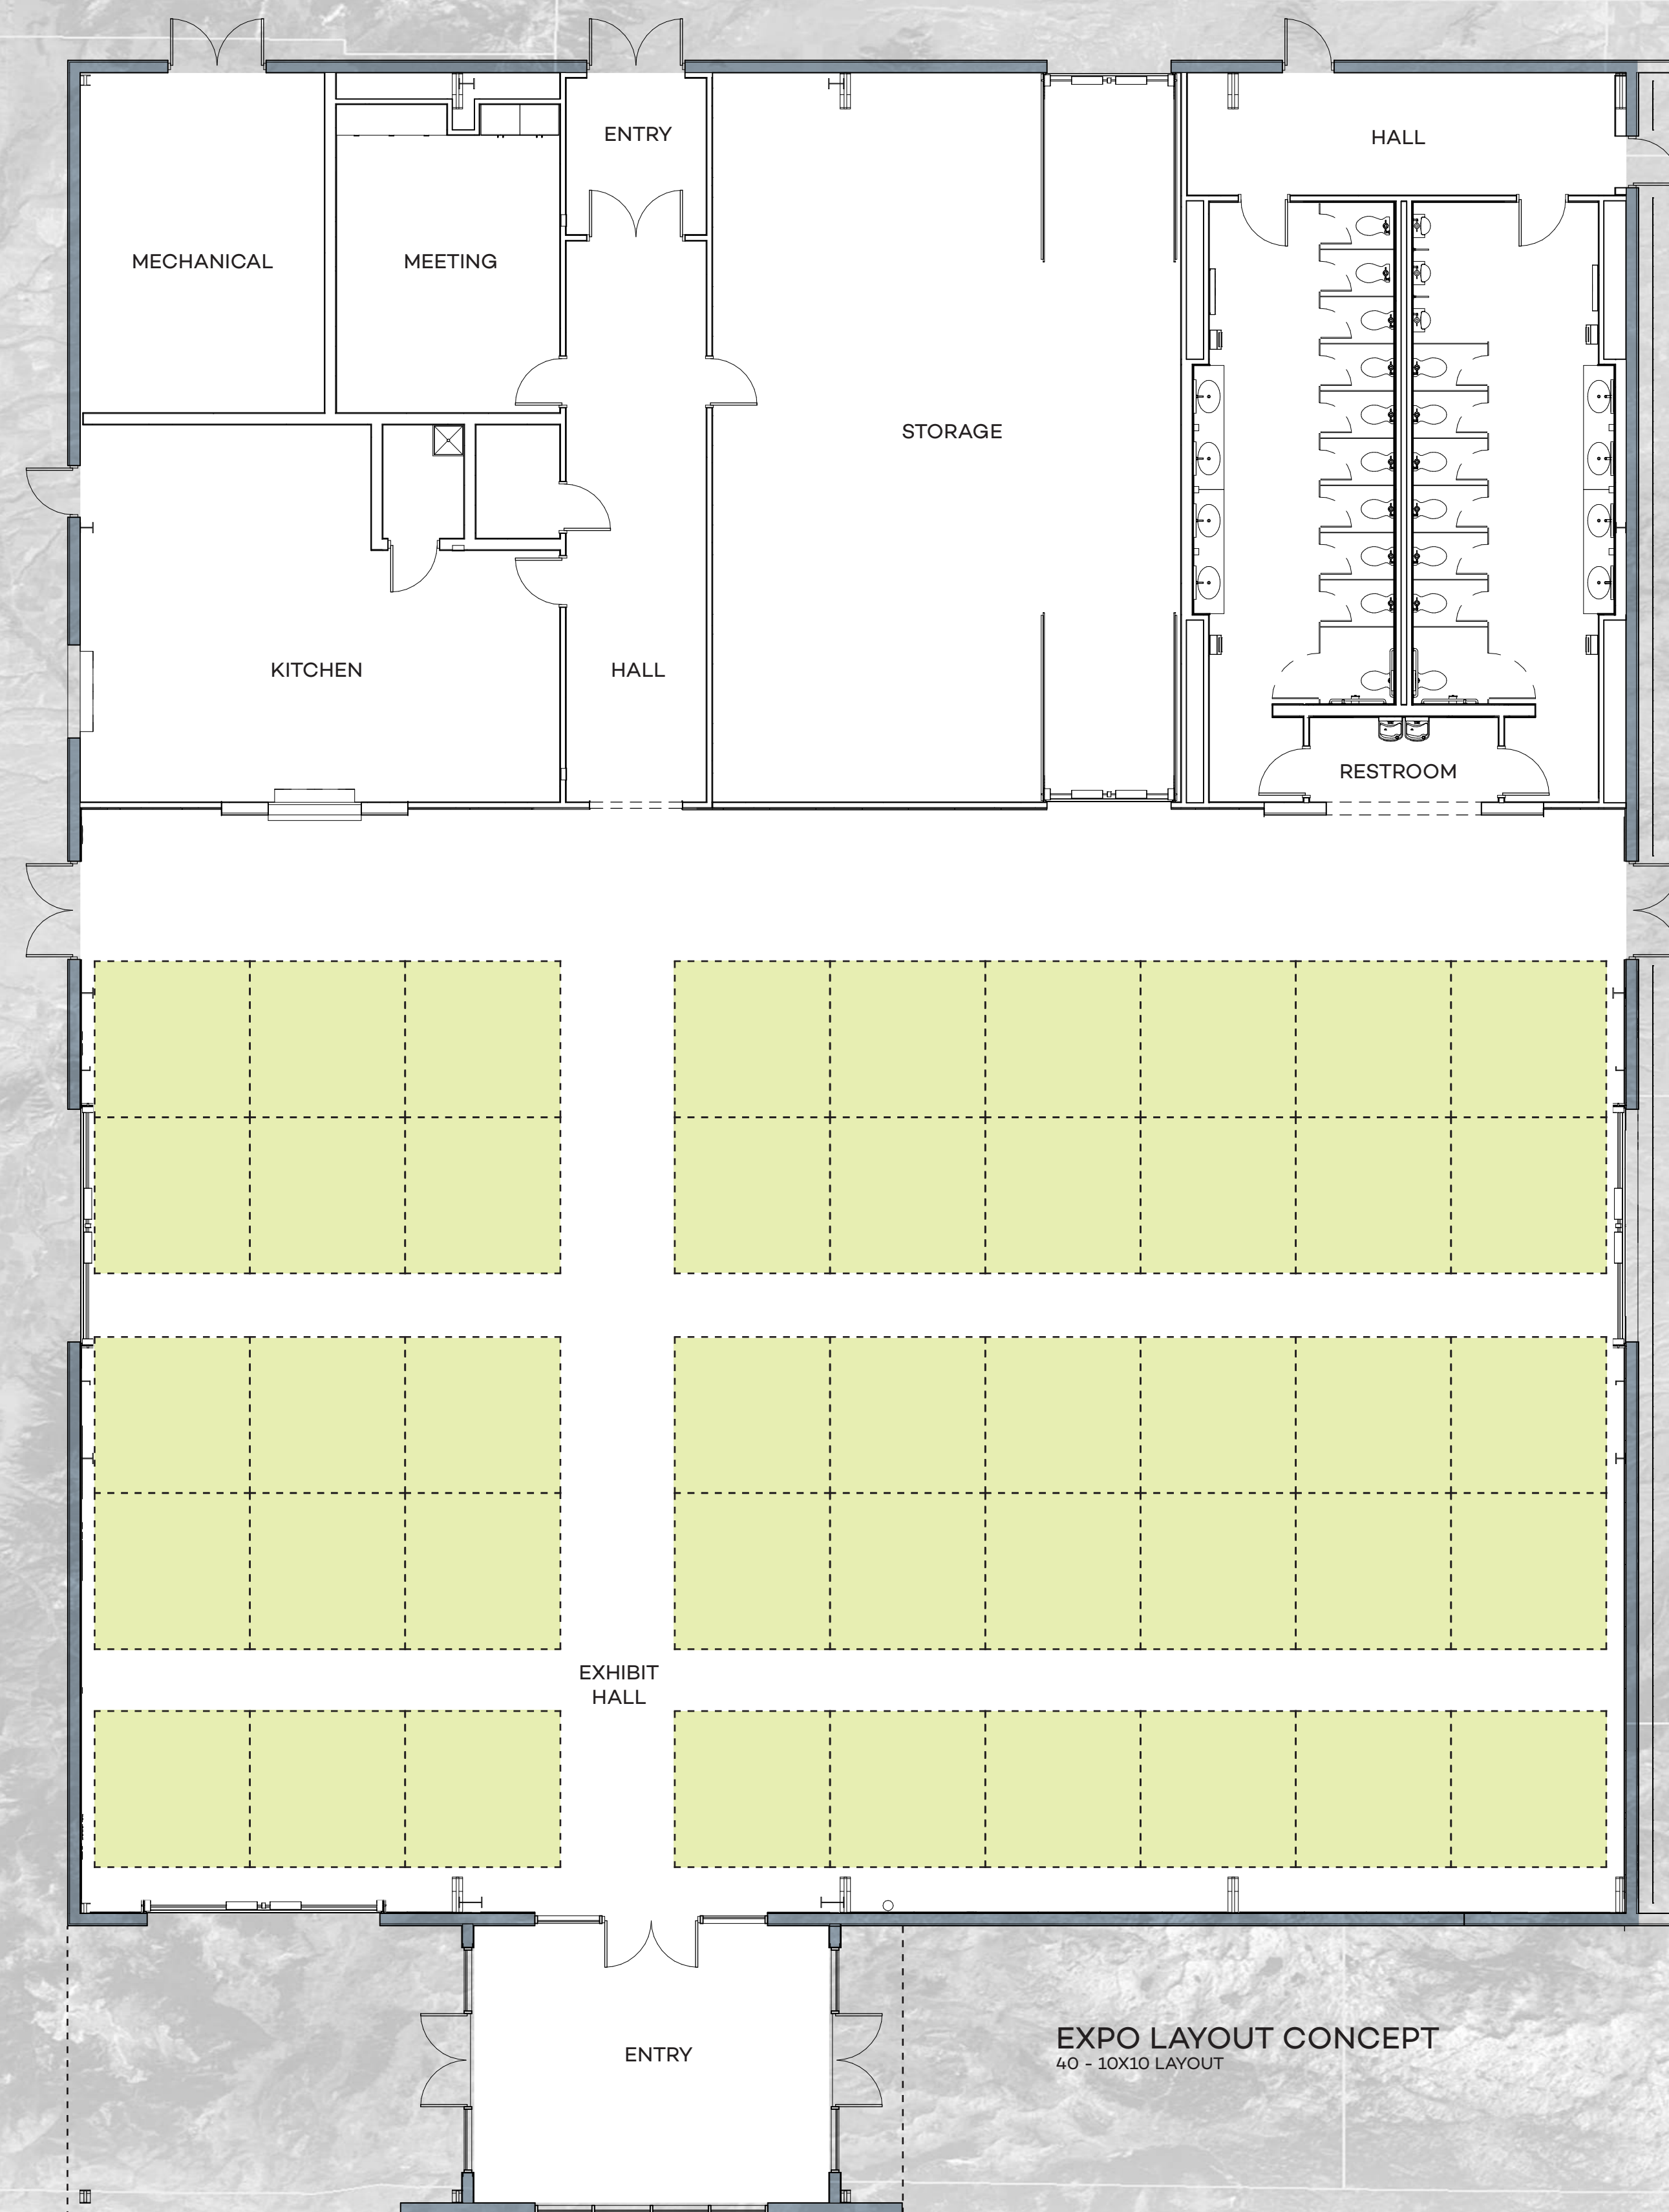 ENTRY
HALL
MECHANICAL
MEETING
STORAGE
KITCHEN
HALL
RESTROOM
EXHIBIT
HALL
ENTRY
EXPO LAYOUT CONCEPT
40 - 10X10 LAYOUT